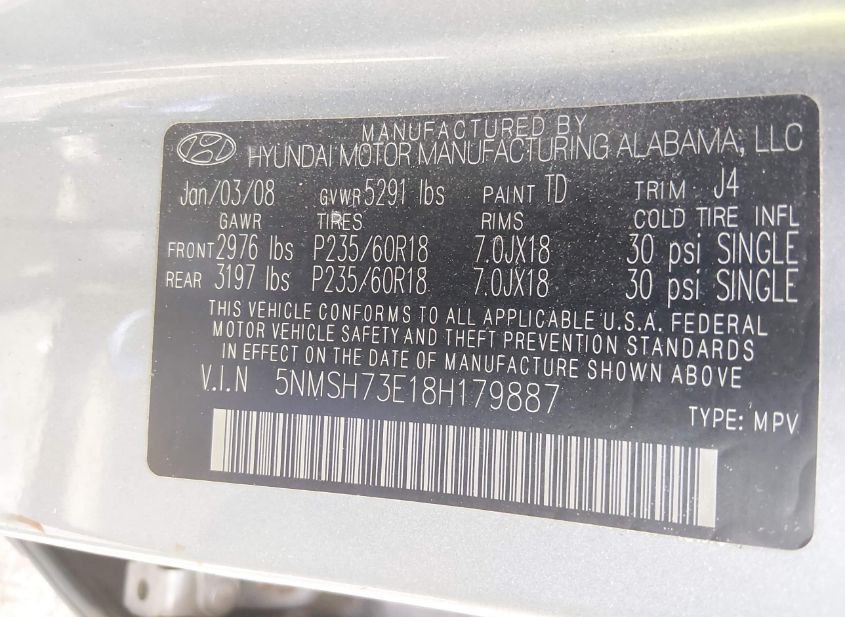 MANUFACTURED BY
HYUNDAI MOTOR MANUFACTURING ALABAMA, LLC
Jan/03/08 GVWR 5291 lbs PAINT TD TRIM J4
GAWR TIRES RIMS COLD TIRE INFL
FRONT 2976 lbs P235/60R18 7.0JX18 30 psi SINGLE
REAR 3197 lbs P235/60R18 7.0JX18 30 psi SINGLE
THIS VEHICLE CONFORMS TO ALL APPLICABLE U.S.A. FEDERAL
MOTOR VEHICLE SAFETY AND THEFT PREVENTION STANDARDS
IN EFFECT ON THE DATE OF MANUFACTURE SHOWN ABOVE
V.I.N 5NMSH73E18H179887
TYPE: MPV